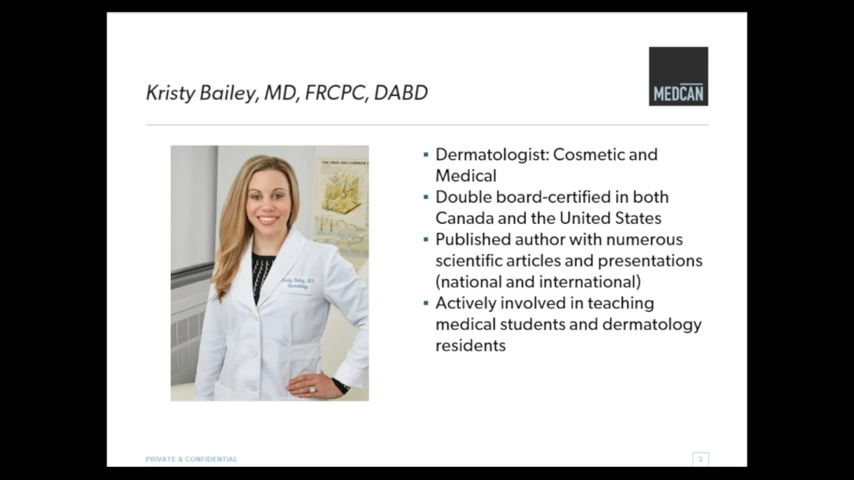 MEDCAN
Kristy Bailey, MD, FRCPC, DABD
▪ Dermatologist: Cosmetic and
Medical
▪ Double board-certified in both
Canada and the United States
▪ Published author with numerous
scientific articles and presentations
(national and international)
▪ Actively involved in teaching
medical students and dermatology
residents
PRIVATE & CONFIDENTIAL